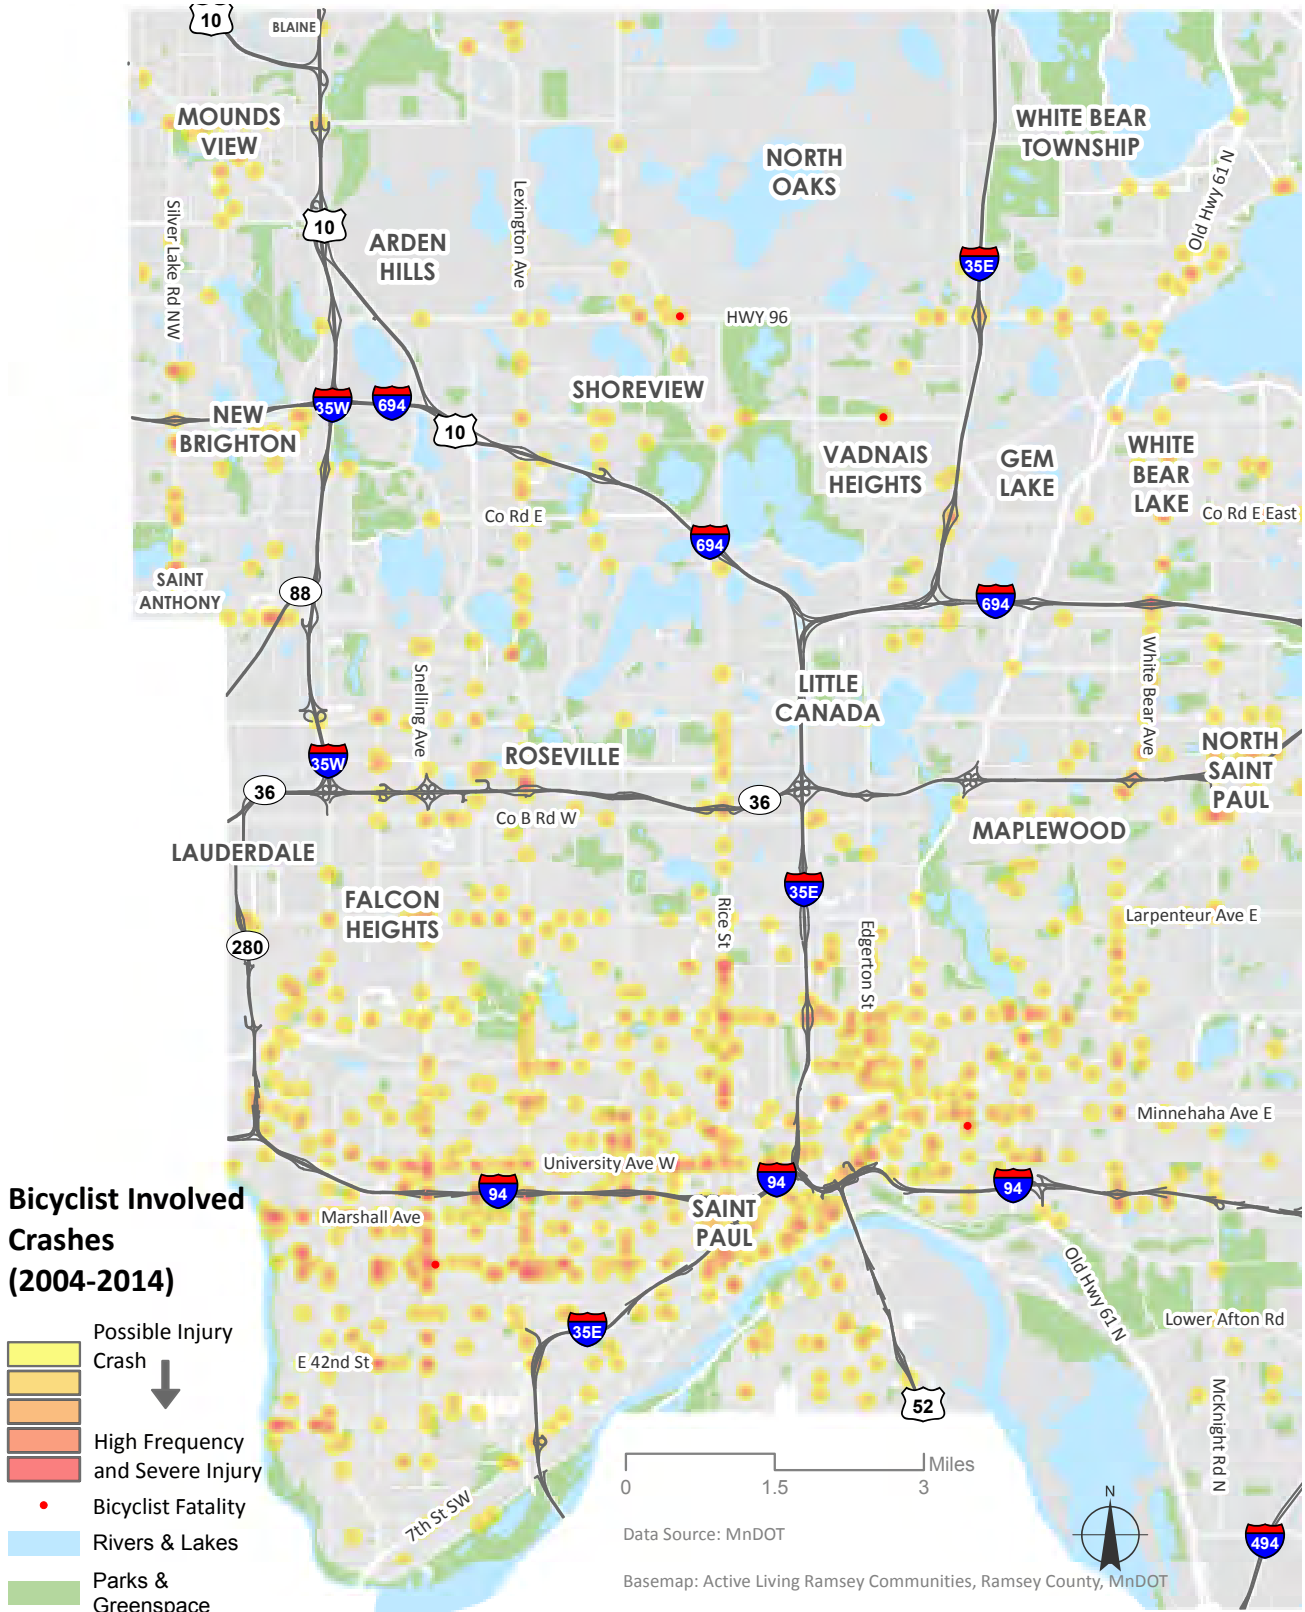 10
BLAINE
MOUNDS
VIEW
WHITE BEAR
TOWNSHIP
NORTH
OAKS
Old Hwy 61 N
Lexington Ave
Silver Lake Rd NW
10
ARDEN
HILLS
35E
HWY 96
SHOREVIEW
35W
694
10
NEW
BRIGHTON
VADNAIS
HEIGHTS
GEM
LAKE
WHITE
BEAR
LAKE
Co Rd E
Co Rd E East
694
SAINT
ANTHONY
88
694
White Bear Ave
Snelling Ave
LITTLE
CANADA
ROSEVILLE
35W
NORTH
SAINT
PAUL
36
36
Co B Rd W
MAPLEWOOD
LAUDERDALE
35E
FALCON
HEIGHTS
Rice St
Edgerton St
Larpenteur Ave E
280
Minnehaha Ave E
University Ave W
94
94
94
Marshall Ave
SAINT
PAUL
Old Hwy 61 N
Lower Afton Rd
35E
E 42nd St
52
McKnight Rd N
7th St SW
494
Bicyclist Involved
Crashes
(2004-2014)
Possible Injury
Crash
High Frequency
and Severe Injury
Bicyclist Fatality
Rivers & Lakes
Parks &
Greenspace
Miles
0
1.5
3
N
Data Source: MnDOT
Basemap: Active Living Ramsey Communities, Ramsey County, MnDOT